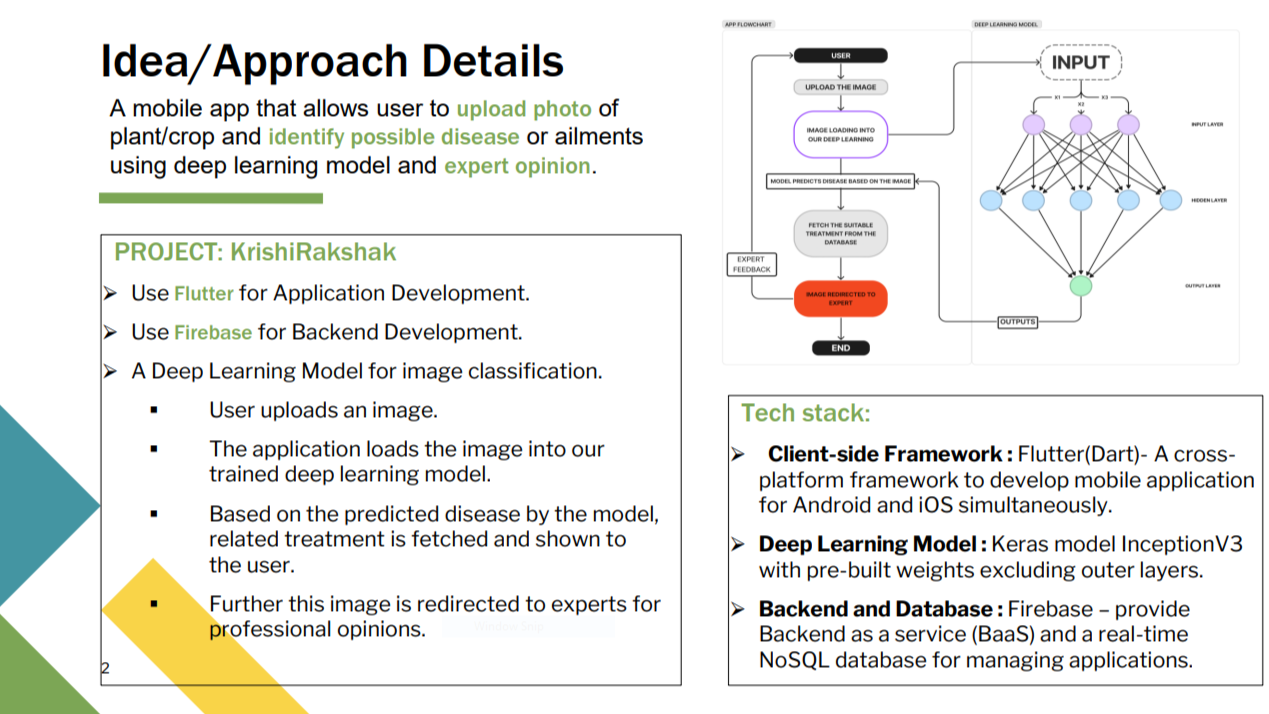 Idea/Approach Details
A mobile app that allows user to upload photo of
plant/crop and identify possible disease or ailments
using deep learning model and expert opinion.
PROJECT: KrishiRakshak
➢ Use Flutter for Application Development.
➢ Use Firebase for Backend Development.
➢ A Deep Learning Model for image classification.
▪ User uploads an image.
▪ The application loads the image into our
trained deep learning model.
▪ Based on the predicted disease by the model,
related treatment is fetched and shown to
the user.
▪ Further this image is redirected to experts for
professional opinions.
2
APP FLOWCHART
USER
UPLOAD THE IMAGE
IMAGE LOADING INTO
OUR DEEP LEARNING
MODEL PREDICTS DISEASE BASED ON THE IMAGE
FETCH THE SUITABLE
TREATMENT FROM THE
DATABASE
EXPERT
FEEDBACK
IMAGE REDIRECTED TO
EXPERT
END
DEEP LEARNING MODEL
INPUT
X1
X2
X3
INPUT LAYER
HIDDEN LAYER
OUTPUT LAYER
OUTPUTS
Tech stack:
➢ Client-side Framework : Flutter(Dart)- A cross-
platform framework to develop mobile application
for Android and iOS simultaneously.
➢ Deep Learning Model : Keras model InceptionV3
with pre-built weights excluding outer layers.
➢ Backend and Database : Firebase – provide
Backend as a service (BaaS) and a real-time
NoSQL database for managing applications.